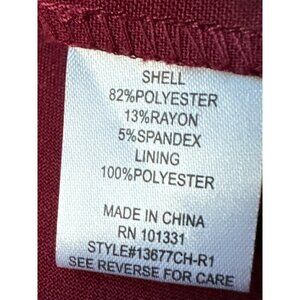 SHELL
82%POLYESTER
13%RAYON
5%SPANDEX
LINING
100%POLYESTER
MADE IN CHINA
RN 101331
STYLE#13677CH-R1
SEE REVERSE FOR CARE